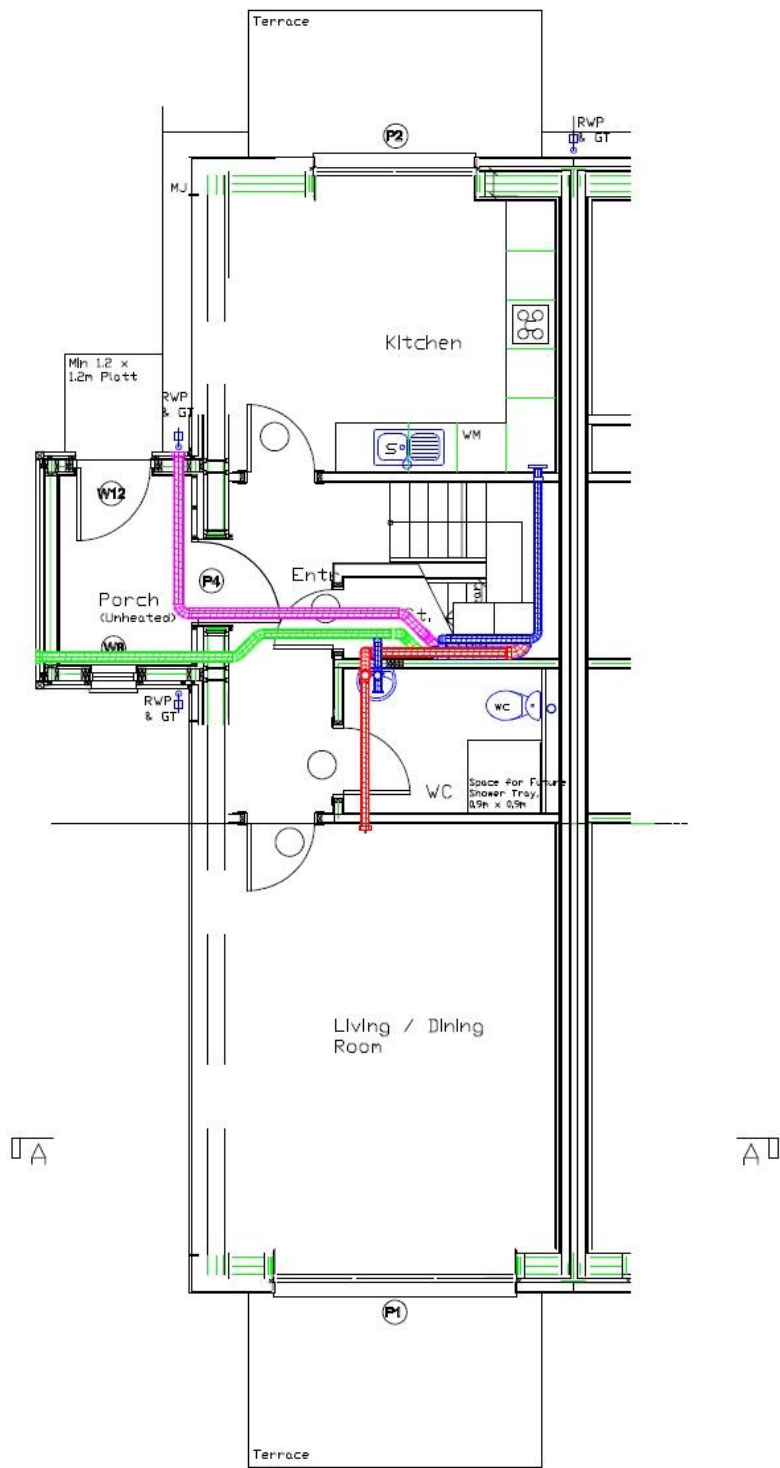 Terrace
P2
RWP
& GT
MJ
Kitchen
Min 1.2 x
1.2m Platt
RWP
& GT
S
WM
W12
P4
Entr
Porch
(Unheated)
St.
W8
RWP
& GT
WC
WC
Space for Future
Shower Tray.
0.9m x 0.9m
Living / Dining
Room
A
A
P1
Terrace